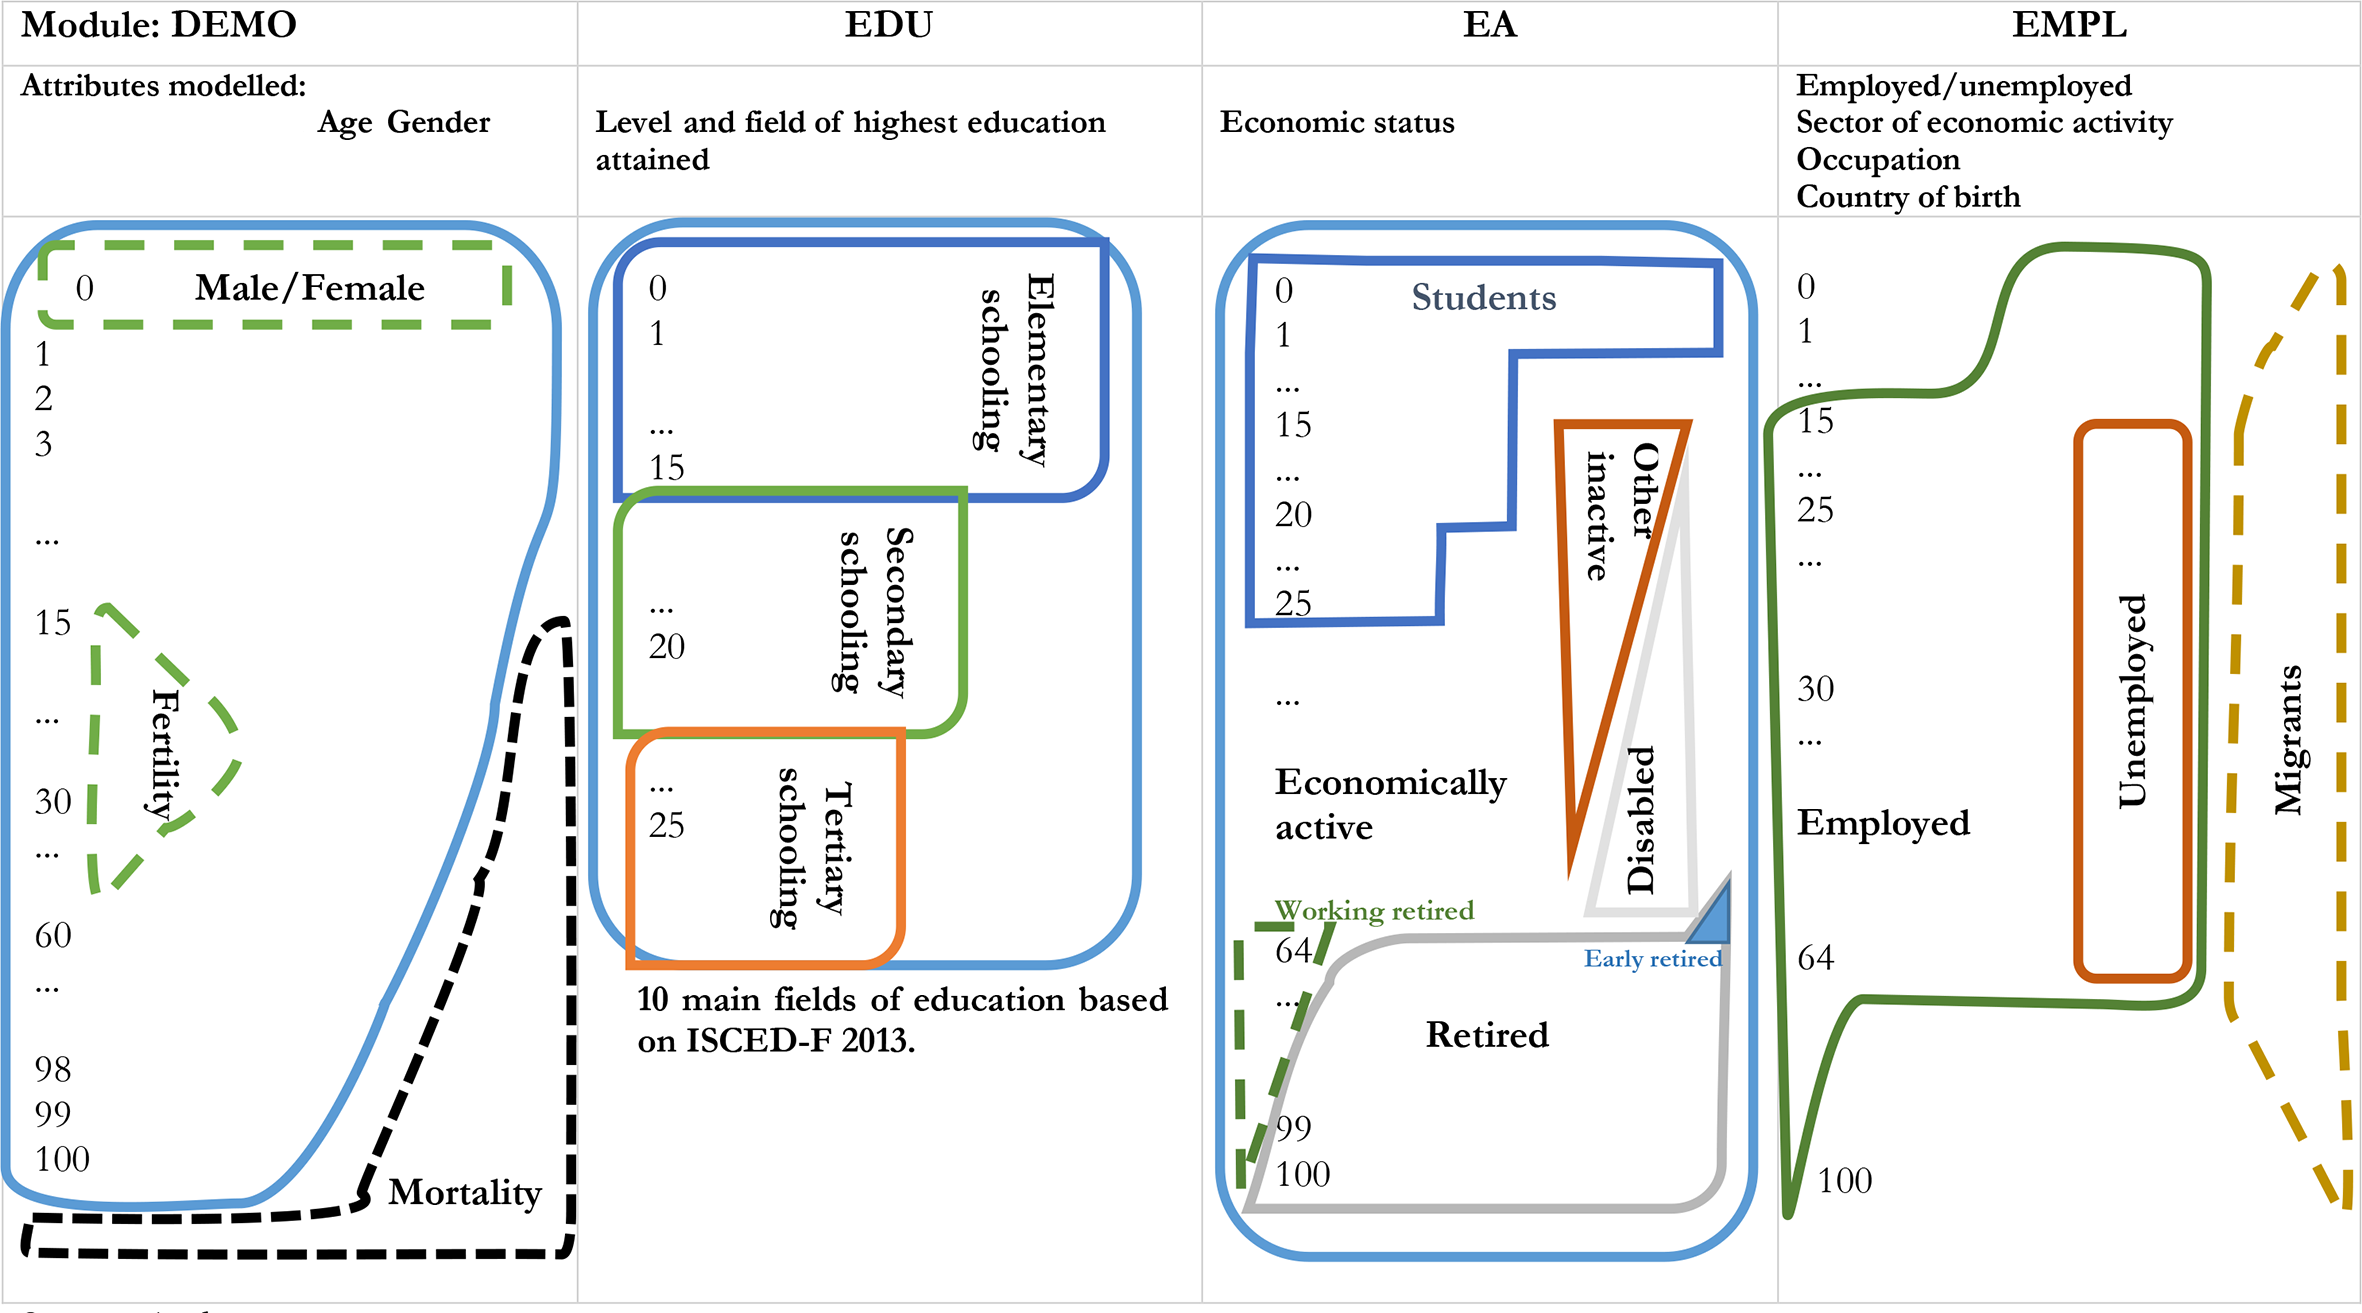 Module: DEMO
EDU
EA
EMPL
Attributes modelled:
Age Gender
Level and field of highest education
attained
Economic status
Employed/unemployed
Sector of economic activity
Occupation
Country of birth
0 Male/Female
1
2
3
...
15
...
30
...
60
...
98
99
100
Fertility
Mortality
0
1
...
15
Elementary
schooling
...
20
Secondary
schooling
...
25
Tertiary
schooling
10 main fields of education based
on ISCED-F 2013.
0 Students
1
...
15
...
20
...
25
...
Other
inactive
Disabled
Economically
active
Working retired
64
Early retired
...
Retired
99
100
0
1
...
15
...
25
...
30
...
Employed
64
100
Unemployed
Migrants